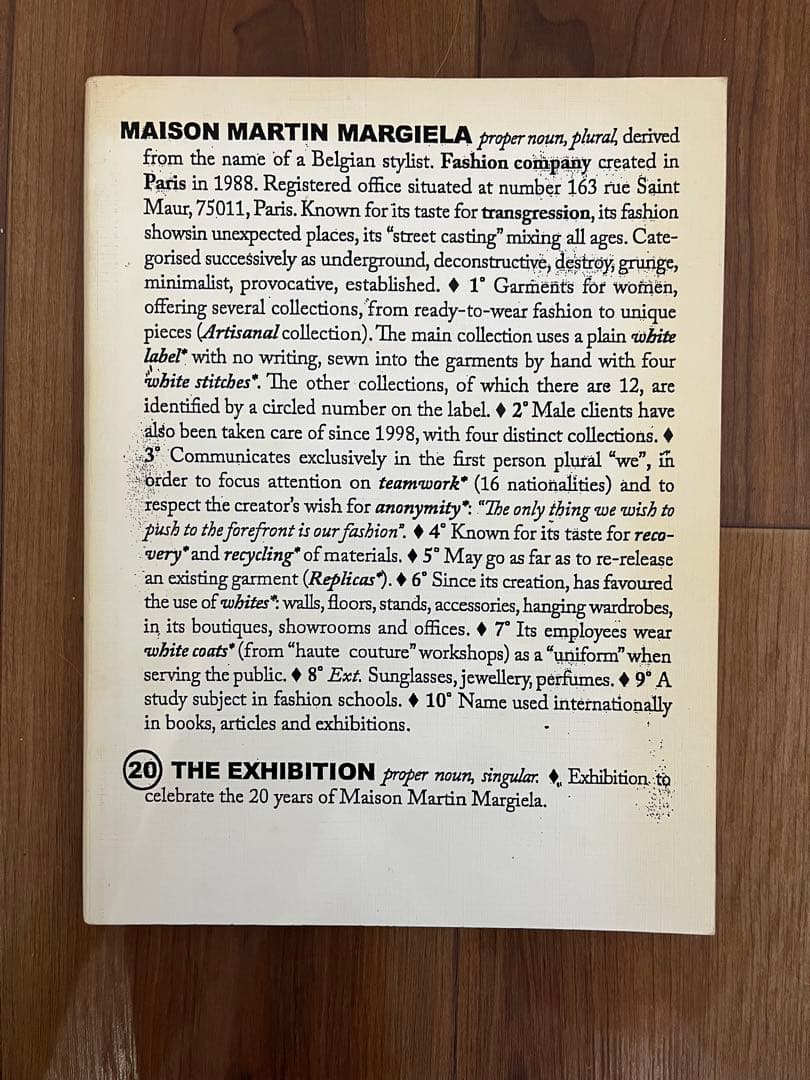 MAISON MARTIN MARGIELA proper noun, plural, derived
from the name of a Belgian stylist. Fashion company created in
Paris in 1988. Registered office situated at number 163 rue Saint
Maur, 75011, Paris. Known for its taste for transgression, its fashion
showsin unexpected places, its “street casting” mixing all ages. Cate-
gorised successively as underground, deconstructive, destroy, grunge,
minimalist, provocative, established. ♦ 1° Garments for women,
offering several collections, from ready-to-wear fashion to unique
pieces (Artisanal collection). The main collection uses a plain white
label* with no writing, sewn into the garments by hand with four
white stitches*. The other collections, of which there are 12, are
identified by a circled number on the label. ♦ 2° Male clients have
also been taken care of since 1998, with four distinct collections. ♦
3° Communicates exclusively in the first person plural “we”, in
order to focus attention on teamwork* (16 nationalities) and to
respect the creator’s wish for anonymity*: “The only thing we wish to
push to the forefront is our fashion”. ♦ 4° Known for its taste for reco-
very* and recycling* of materials. ♦ 5° May go as far as to re-release
an existing garment (Replicas*). ♦ 6° Since its creation, has favoured
the use of whites*: walls, floors, stands, accessories, hanging wardrobes,
in its boutiques, showrooms and offices. ♦ 7° Its employees wear
white coats* (from “haute couture” workshops) as a “uniform” when
serving the public. ♦ 8° Ext. Sunglasses, jewellery, perfumes. ♦ 9° A
study subject in fashion schools. ♦ 10° Name used internationally
in books, articles and exhibitions.
20 THE EXHIBITION proper noun, singular. ♦ Exhibition to
celebrate the 20 years of Maison Martin Margiela.